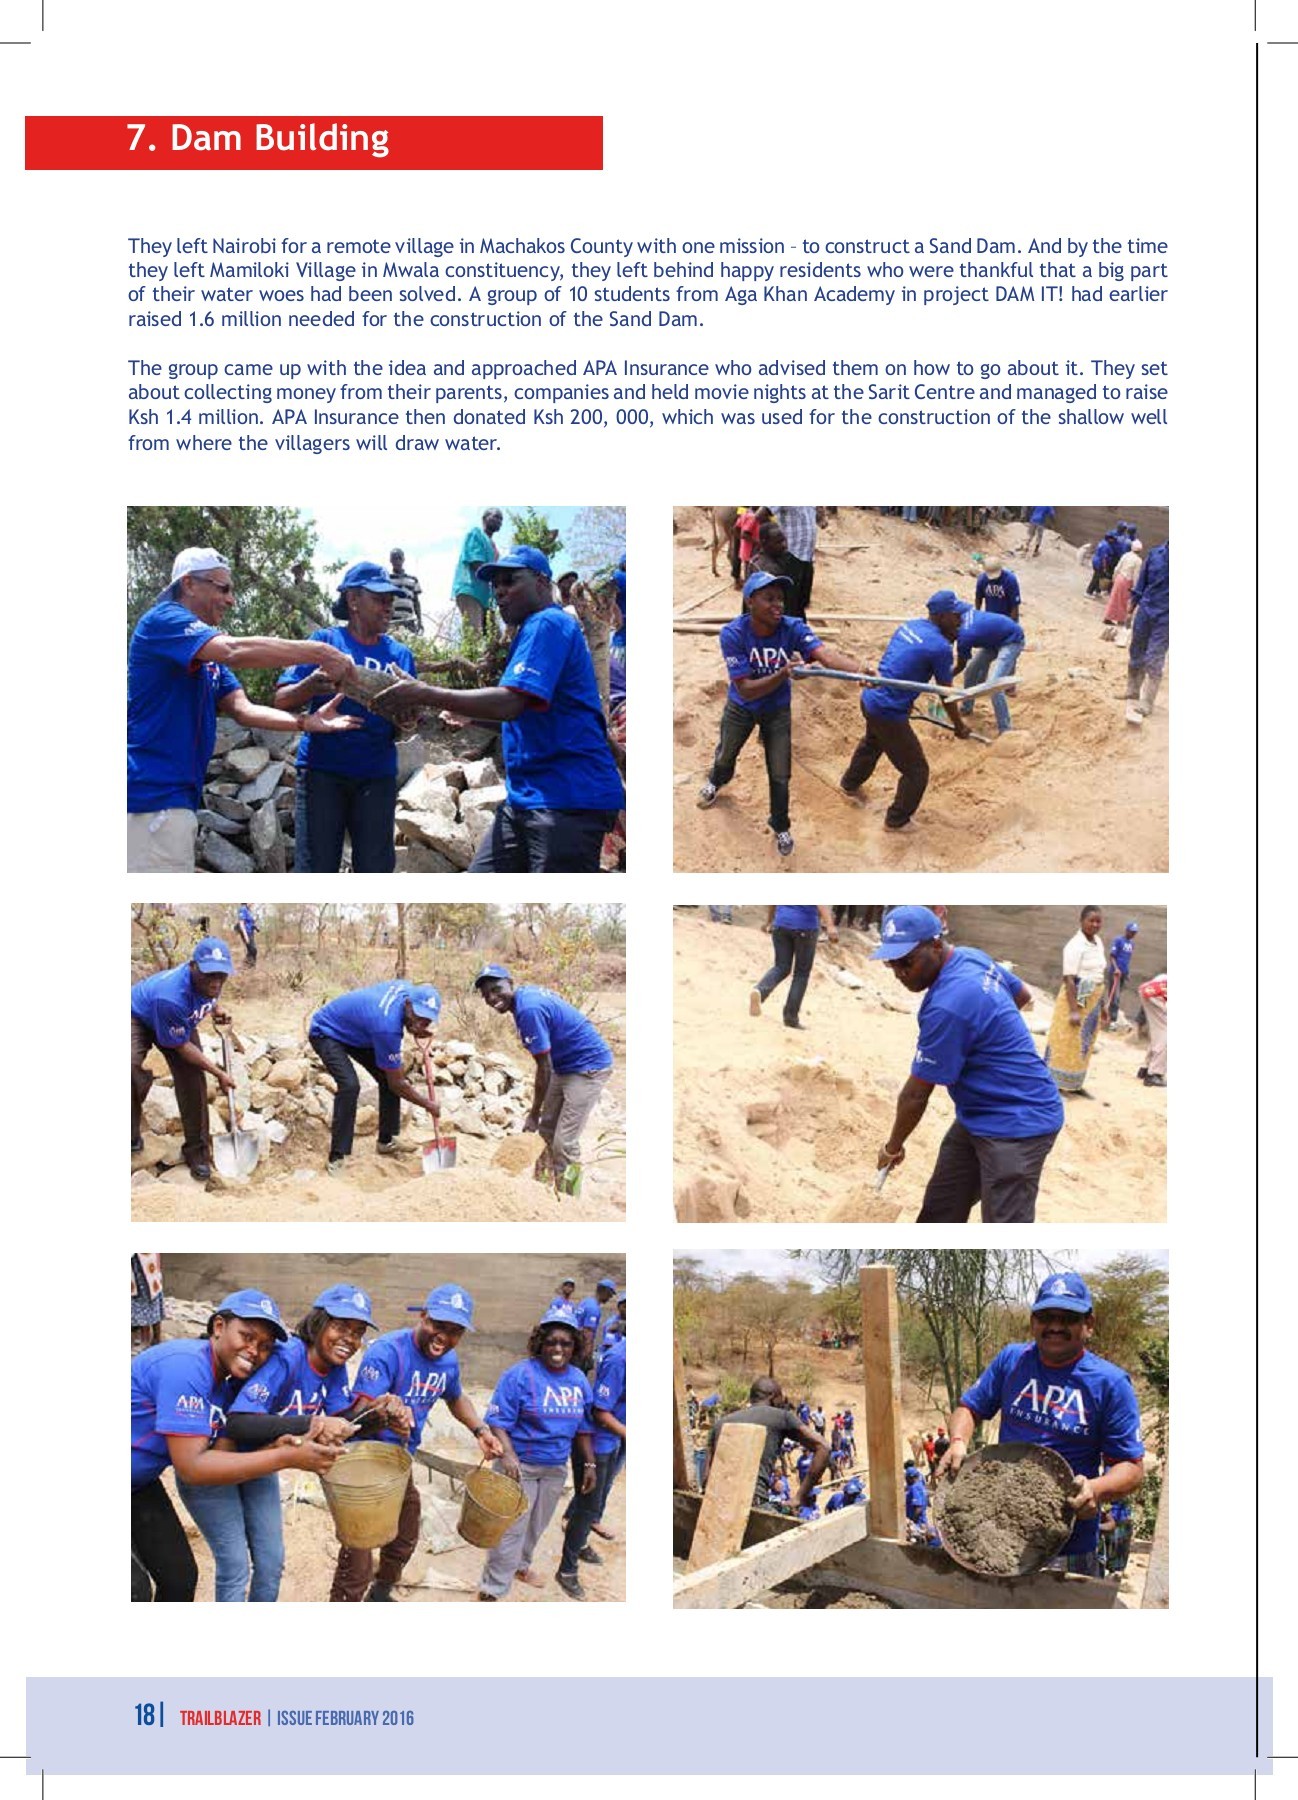 7. Dam Building
They left Nairobi for a remote village in Machakos County with one mission - to construct a Sand Dam. And by the time
they left Mamiloki Village in Mwala constituency, they left behind happy residents who were thankful that a big part
of their water woes had been solved. A group of 10 students from Aga Khan Academy in project DAM IT! had earlier
raised 1.6 million needed for the construction of the Sand Dam.
The group came up with the idea and approached APA Insurance who advised them on how to go about it. They set
about collecting money from their parents, companies and held movie nights at the Sarit Centre and managed to raise
Ksh 1.4 million. APA Insurance then donated Ksh 200, 000, which was used for the construction of the shallow well
from where the villagers will draw water.
APA
APA
APA
APA
APA
APA
APA
APA
INSURANCE
APA
INSURANCE
18| TRAILBLAZER | ISSUE FEBRUARY 2016